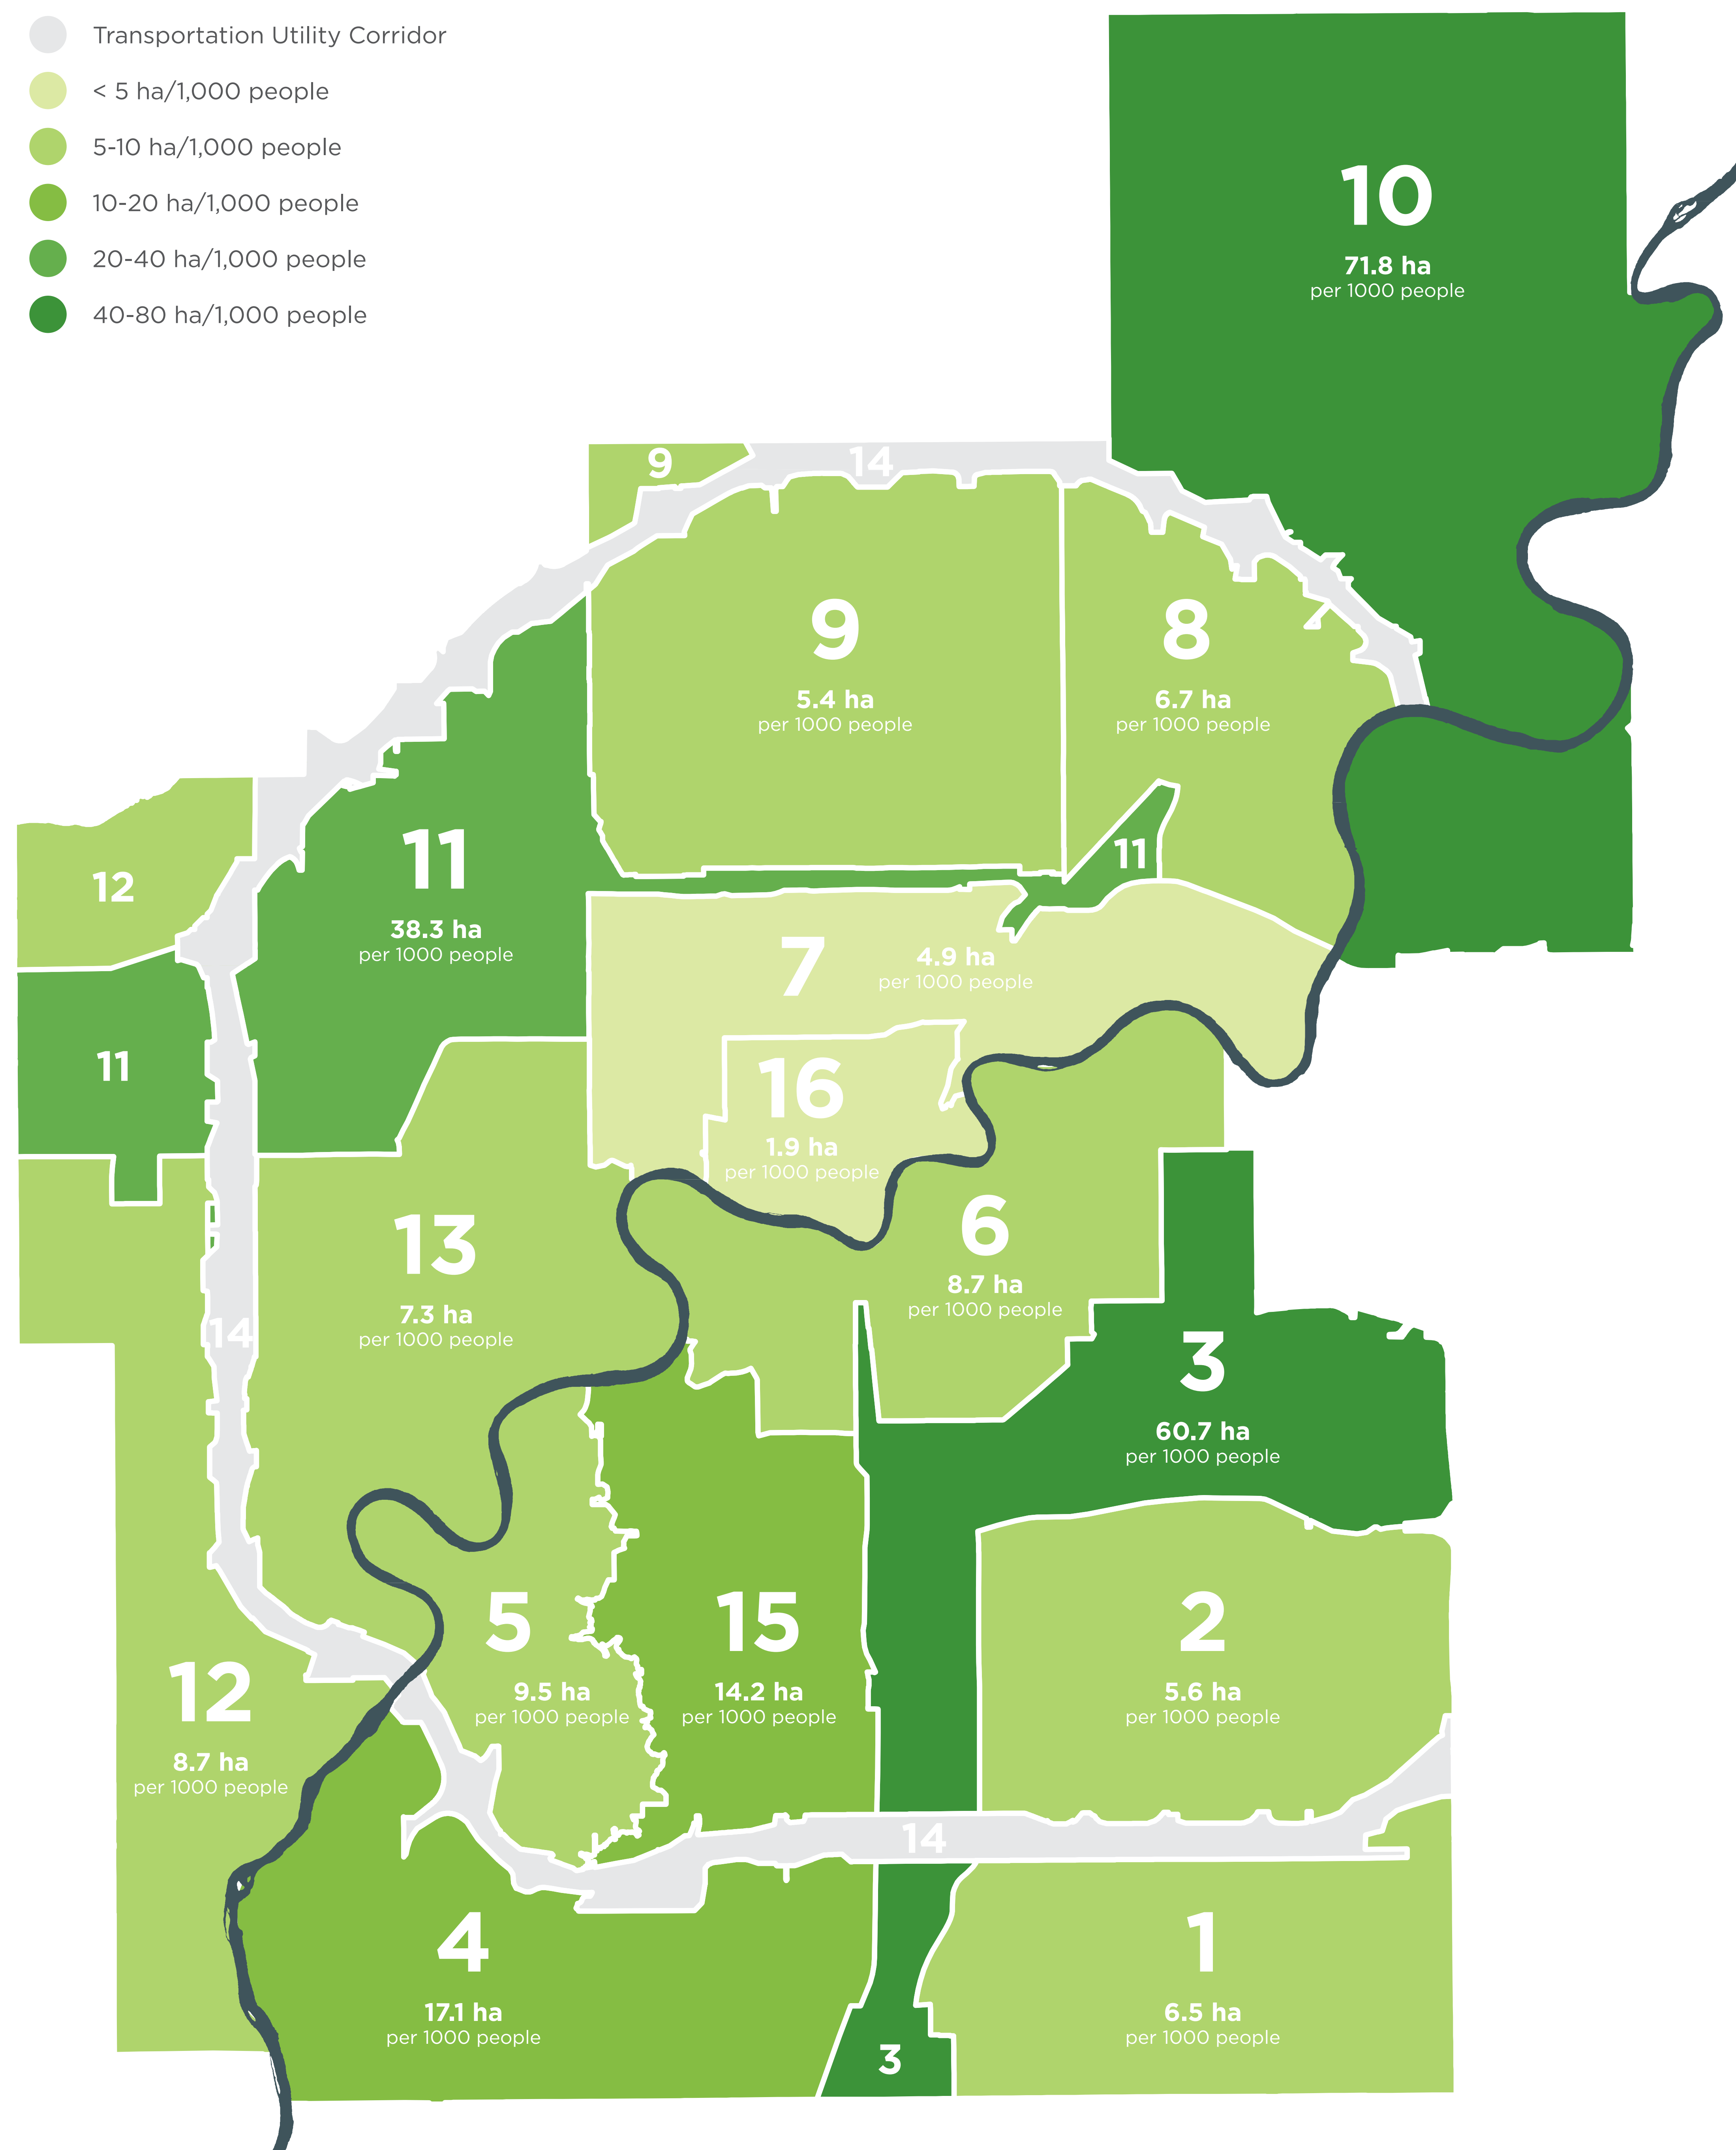 Transportation Utility Corridor
< 5 ha/1,000 people
5-10 ha/1,000 people
10-20 ha/1,000 people
20-40 ha/1,000 people
40-80 ha/1,000 people
10
71.8 ha
per 1000 people
9
14
9
5.4 ha
per 1000 people
8
6.7 ha
per 1000 people
11
38.3 ha
per 1000 people
11
12
7
4.9 ha
per 1000 people
11
16
1.9 ha
per 1000 people
13
7.3 ha
per 1000 people
14
6
8.7 ha
per 1000 people
3
60.7 ha
per 1000 people
12
8.7 ha
per 1000 people
5
9.5 ha
per 1000 people
15
14.2 ha
per 1000 people
2
5.6 ha
per 1000 people
14
4
17.1 ha
per 1000 people
3
1
6.5 ha
per 1000 people